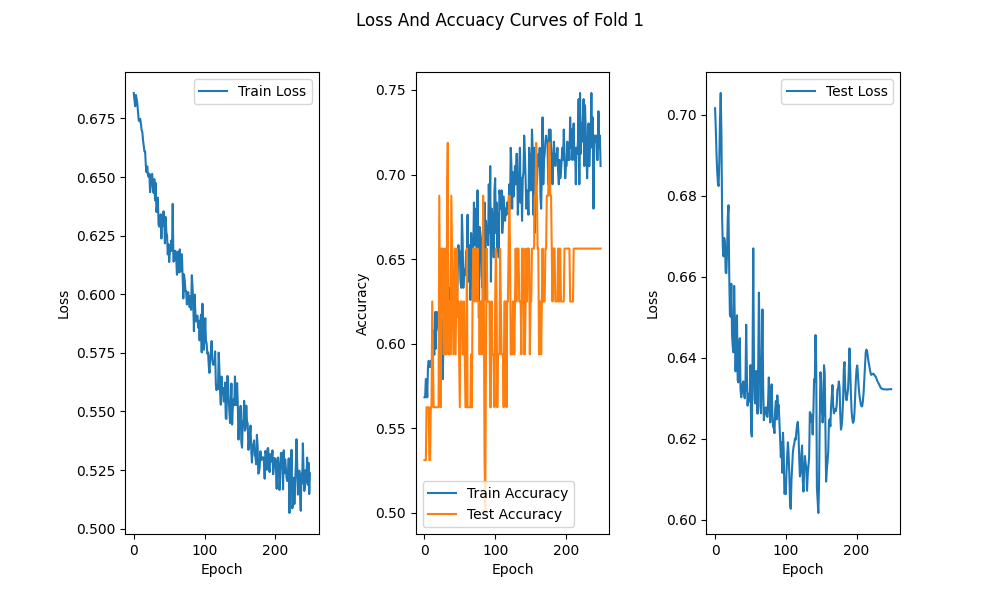 Loss And Accuacy Curves of Fold 1
Train Loss
0.675
0.650
0.625
0.600
0.575
0.550
0.525
0.500
Loss
0
100
200
Epoch
0.75
0.70
0.65
0.60
0.55
0.50
Accuracy
Train Accuracy
Test Accuracy
0
100
200
Epoch
Test Loss
0.70
0.68
0.66
0.64
0.62
0.60
Loss
0
100
200
Epoch